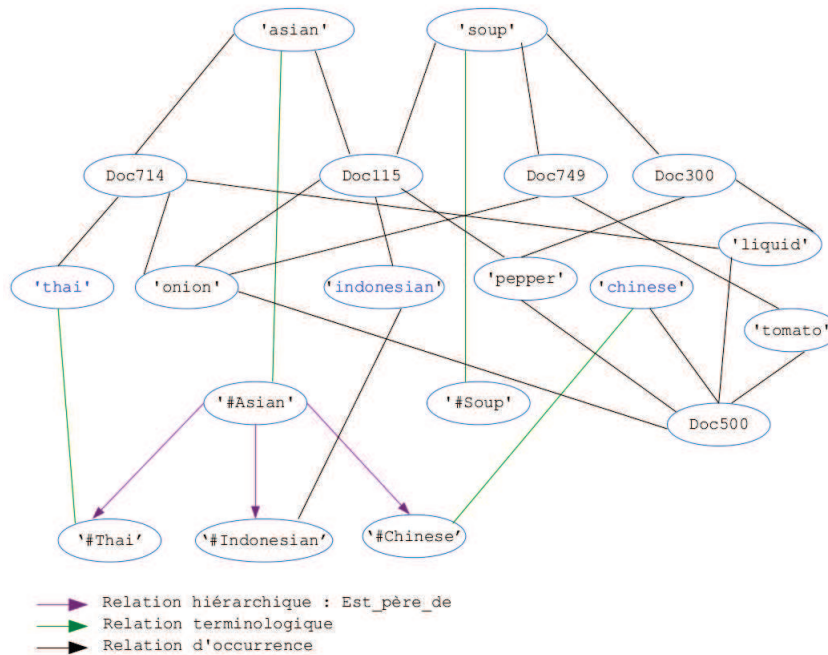 'asian'
'soup'
Doc714
Doc115
Doc749
Doc300
'liquid'
'thai'
'onion'
'indonesian'
'pepper'
'chinese'
'tomato'
'#Asian'
'#Soup'
Doc500
'#Thai'
'#Indonesian'
'#Chinese'
Relation hiérarchique : Est_père_de
Relation terminologique
Relation d'occurrence